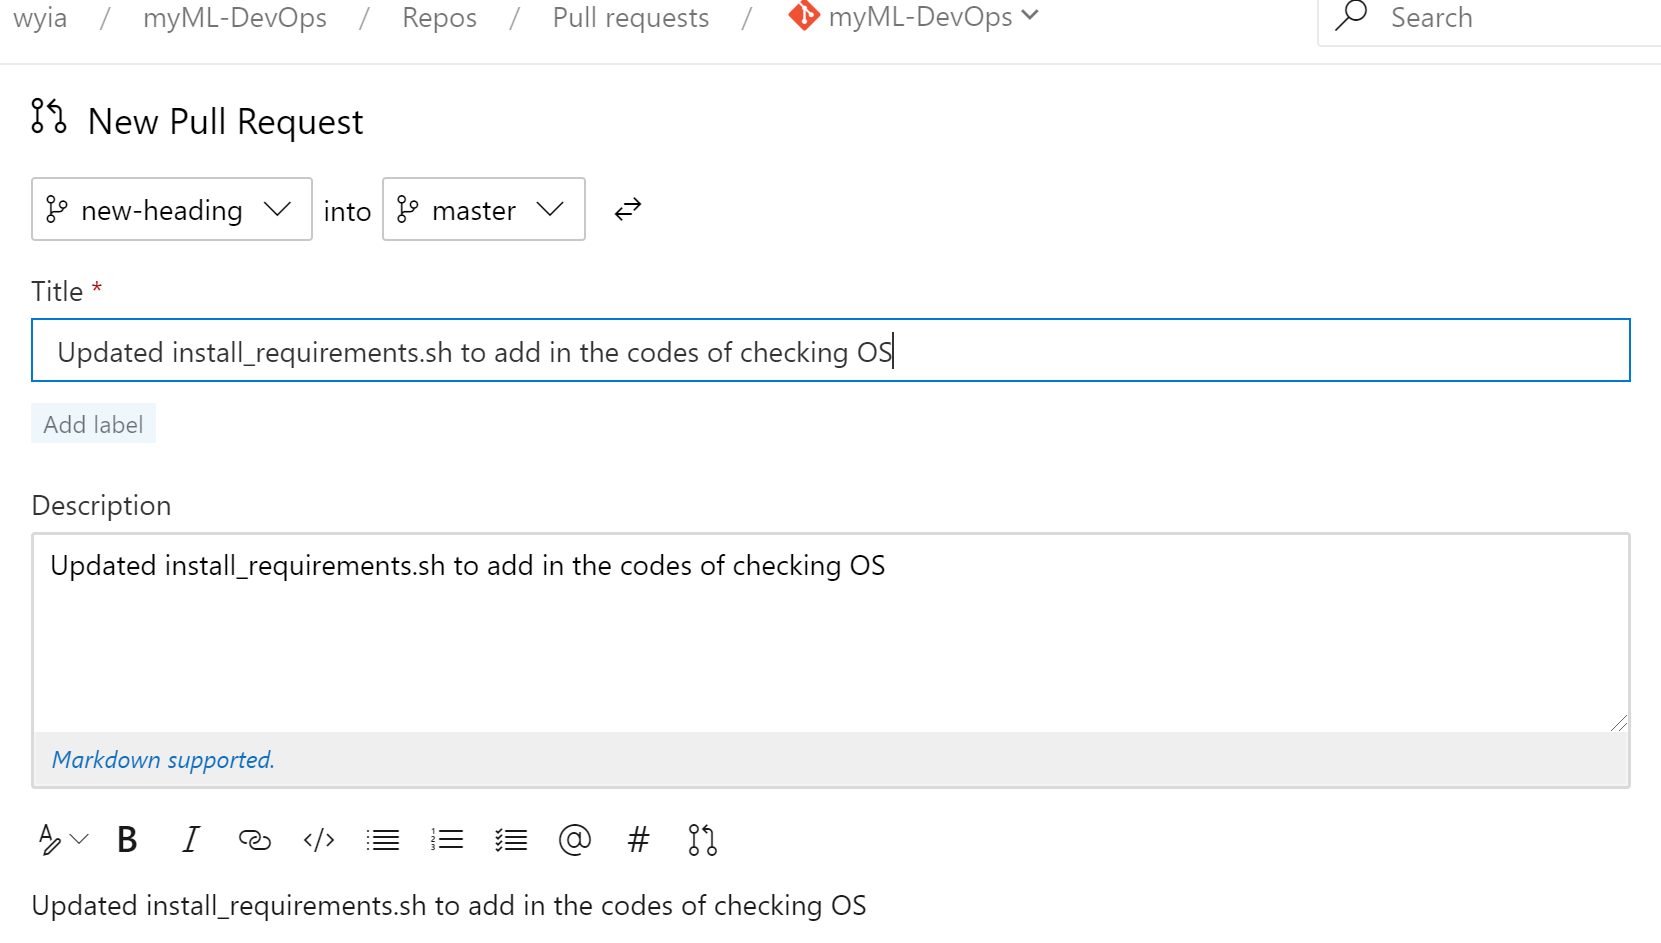 wyia / myML-DevOps / Repos / Pull requests / myML-DevOps Search
New Pull Request
new-heading into master
Title *
Updated install_requirements.sh to add in the codes of checking OS
Add label
Description
Updated install_requirements.sh to add in the codes of checking OS
Markdown supported.
B I </> @ #
Updated install_requirements.sh to add in the codes of checking OS